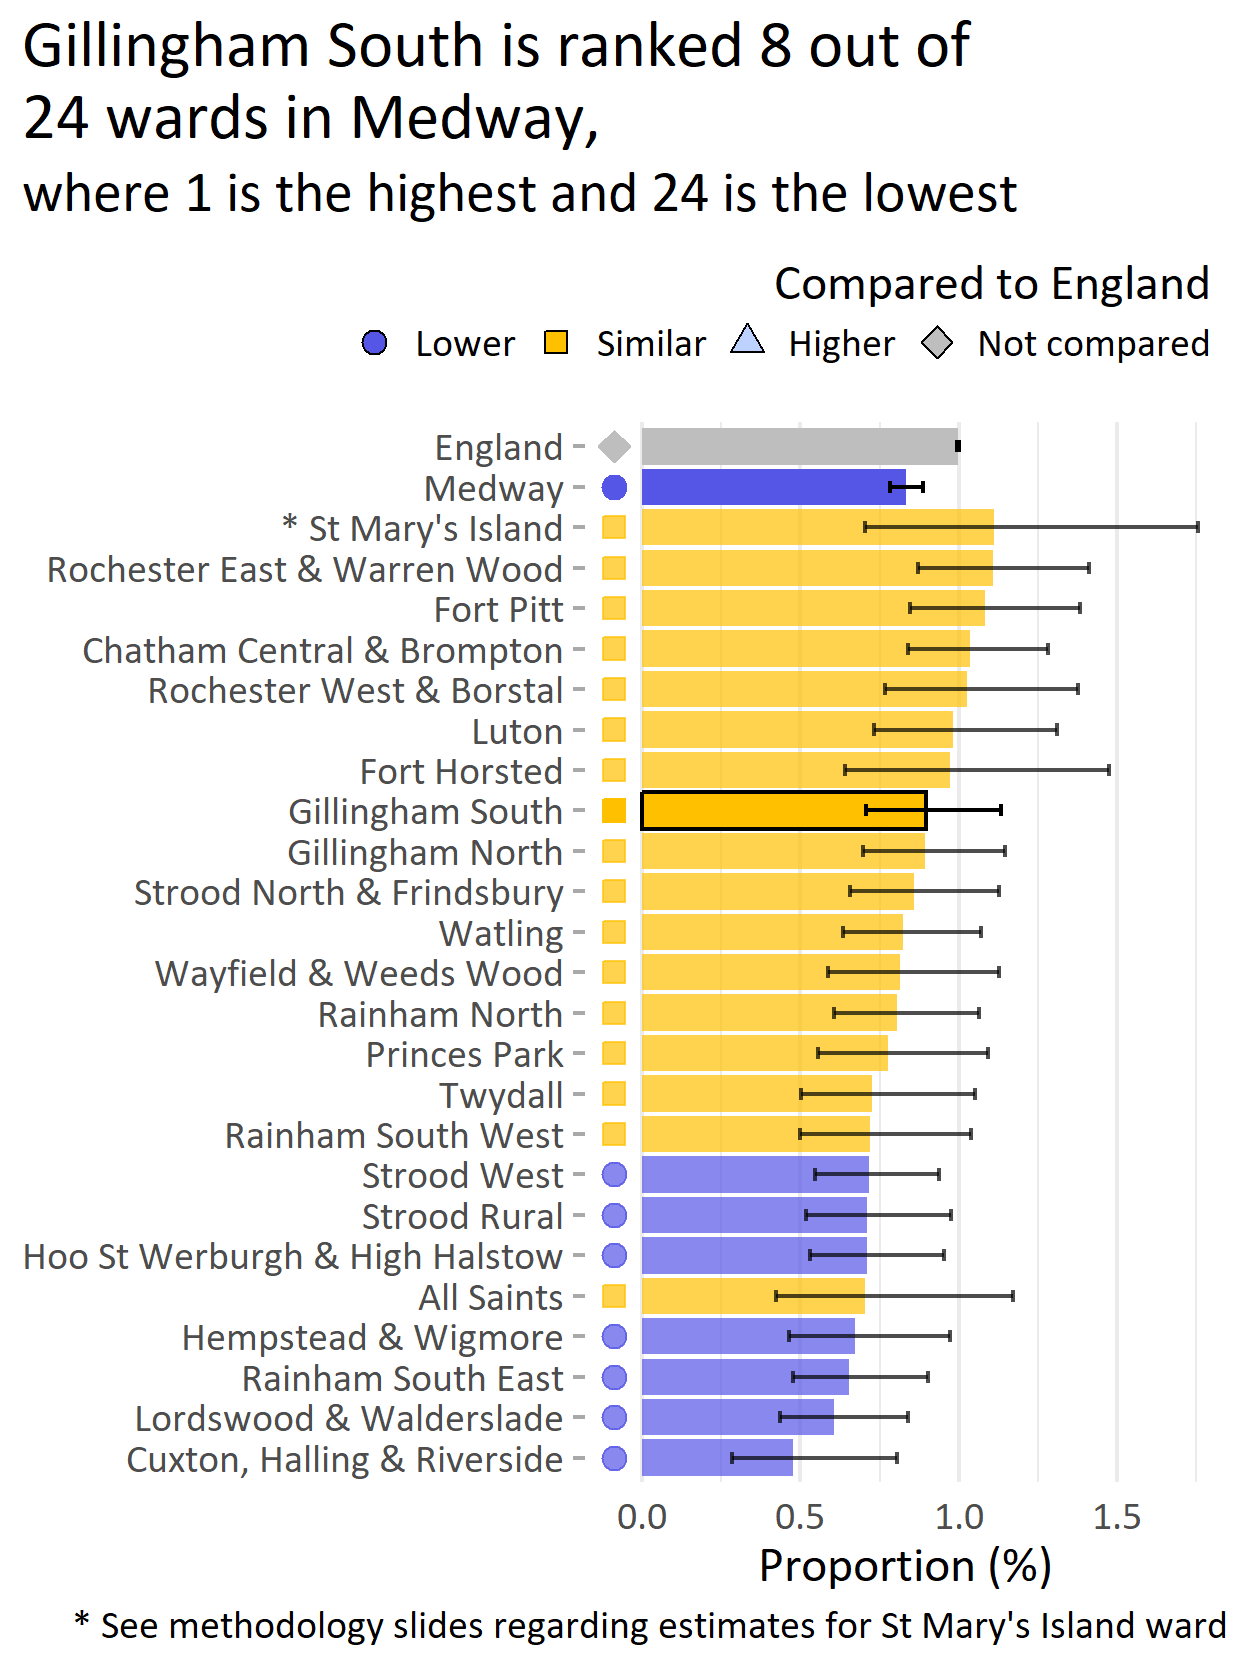 Gillingham South is ranked 8 out of
24 wards in Medway,
where 1 is the highest and 24 is the lowest
Compared to England
Lower Similar Higher Not compared
England
Medway
* St Mary's Island
Rochester East & Warren Wood
Fort Pitt
Chatham Central & Brompton
Rochester West & Borstal
Luton
Fort Horsted
Gillingham South
Gillingham North
Strood North & Frindsbury
Watling
Wayfield & Weeds Wood
Rainham North
Princes Park
Twydall
Rainham South West
Strood West
Strood Rural
Hoo St Werburgh & High Halstow
All Saints
Hempstead & Wigmore
Rainham South East
Lordswood & Walderslade
Cuxton, Halling & Riverside
0.0 0.5 1.0 1.5
Proportion (%)
* See methodology slides regarding estimates for St Mary's Island ward